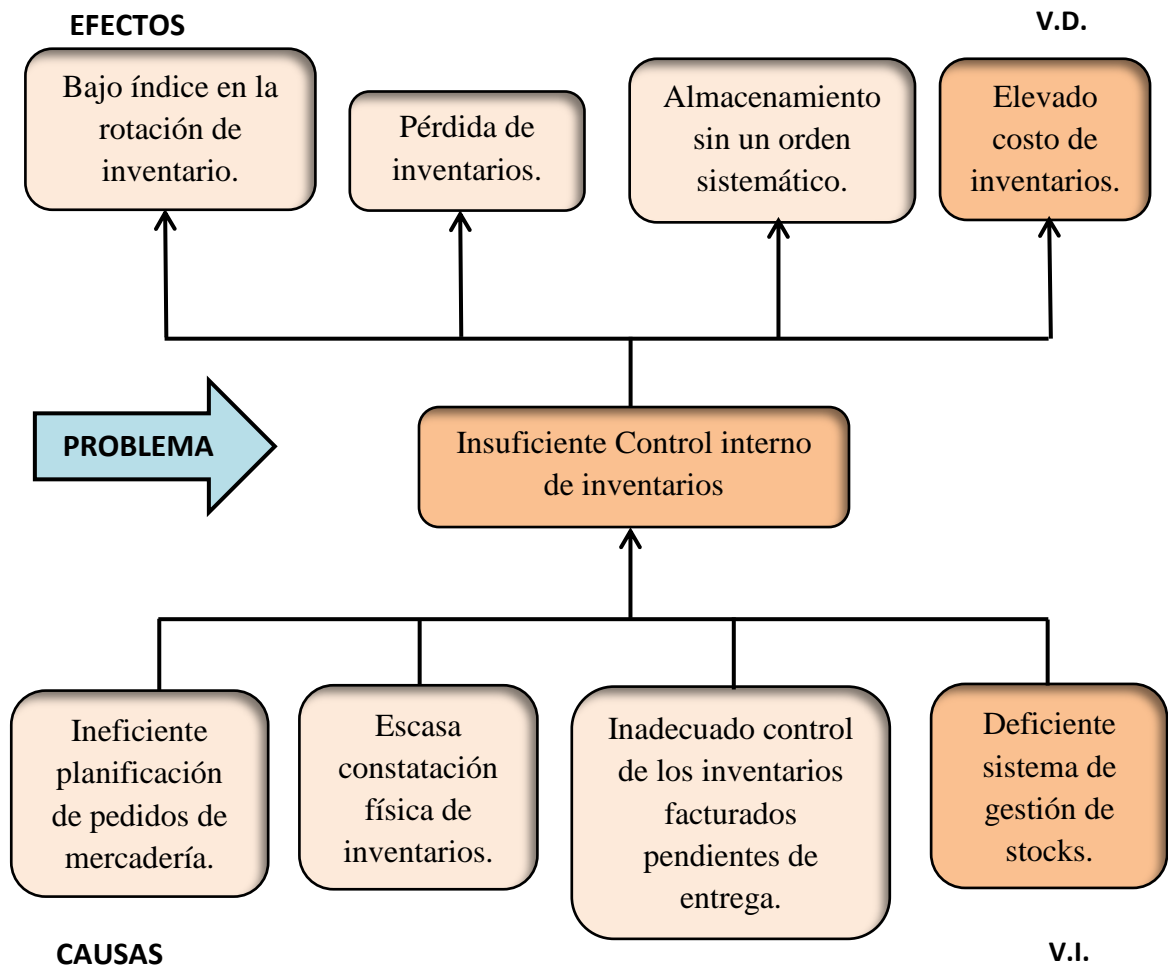 EFECTOS
V.D.
Bajo índice en la
rotación de
inventario.
Pérdida de
inventarios.
Almacenamiento
sin un orden
sistemático.
Elevado
costo de
inventarios.
PROBLEMA
Insuficiente Control interno
de inventarios
Ineficiente
planificación
de pedidos de
mercadería.
Escasa
constatación
física de
inventarios.
Inadecuado control
de los inventarios
facturados
pendientes de
entrega.
Deficiente
sistema de
gestión de
stocks.
CAUSAS
V.I.